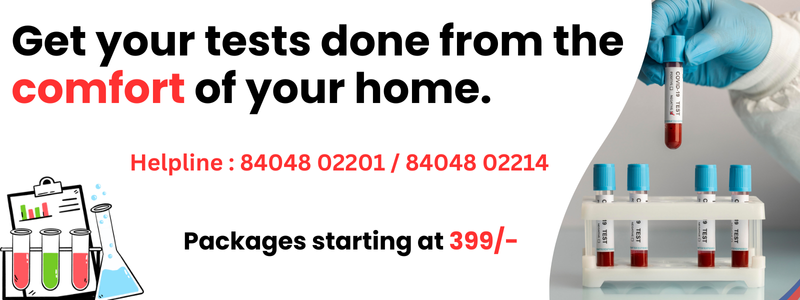 Get your tests done from the
comfort of your home.
Helpline : 84048 02201 / 84048 02214
Packages starting at 399/-
COVID-19 TEST
TEST
TEST
TEST
TEST